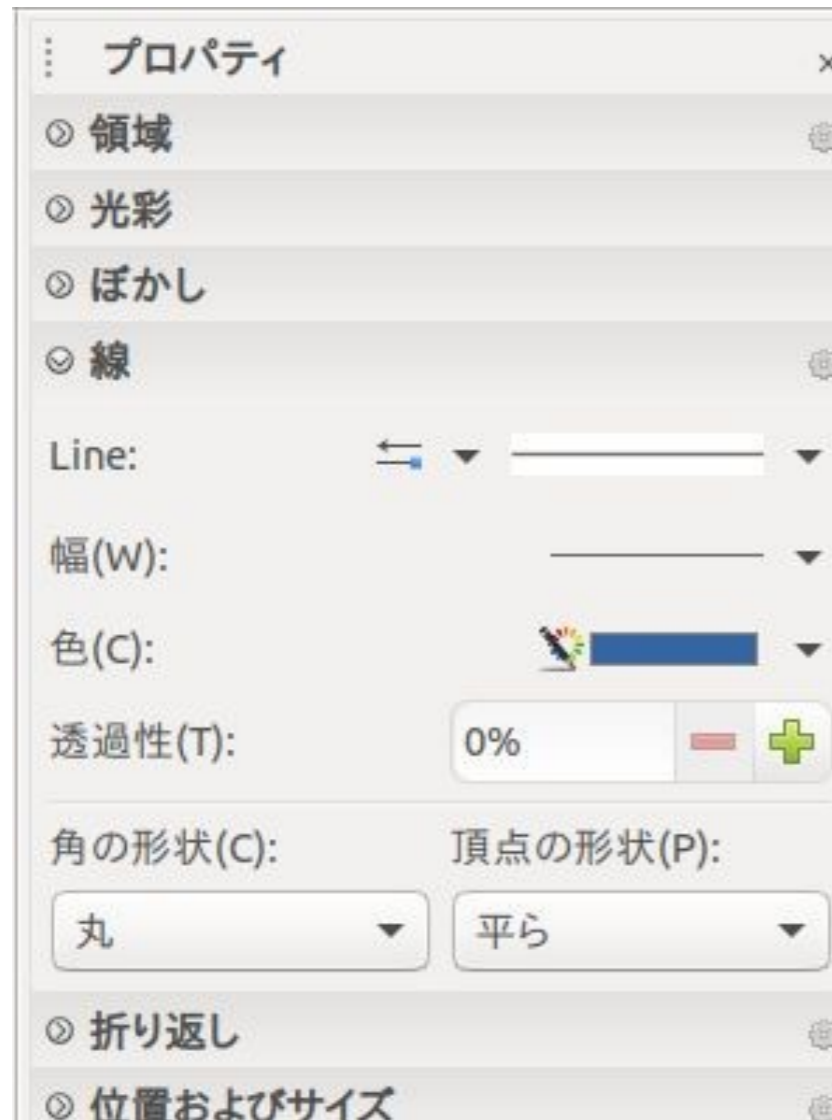 プロパティ
領域
光彩
ぼかし
線
Line:
幅(W):
色(C):
透過性(T): 0%
角の形状(C): 頂点の形状(P):
丸 平ら
折り返し
位置およびサイズ